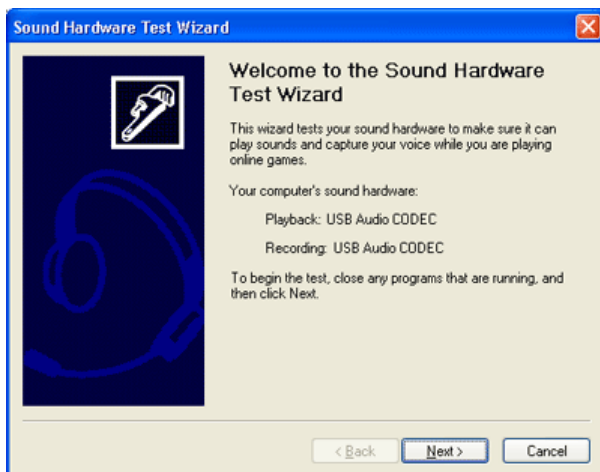 Sound Hardware Test Wizard
Welcome to the Sound Hardware
Test Wizard
This wizard tests your sound hardware to make sure it can
play sounds and capture your voice while you are playing
online games.
Your computer's sound hardware:
Playback: USB Audio CODEC
Recording: USB Audio CODEC
To begin the test, close any programs that are running, and
then click Next.
< Back Next > Cancel